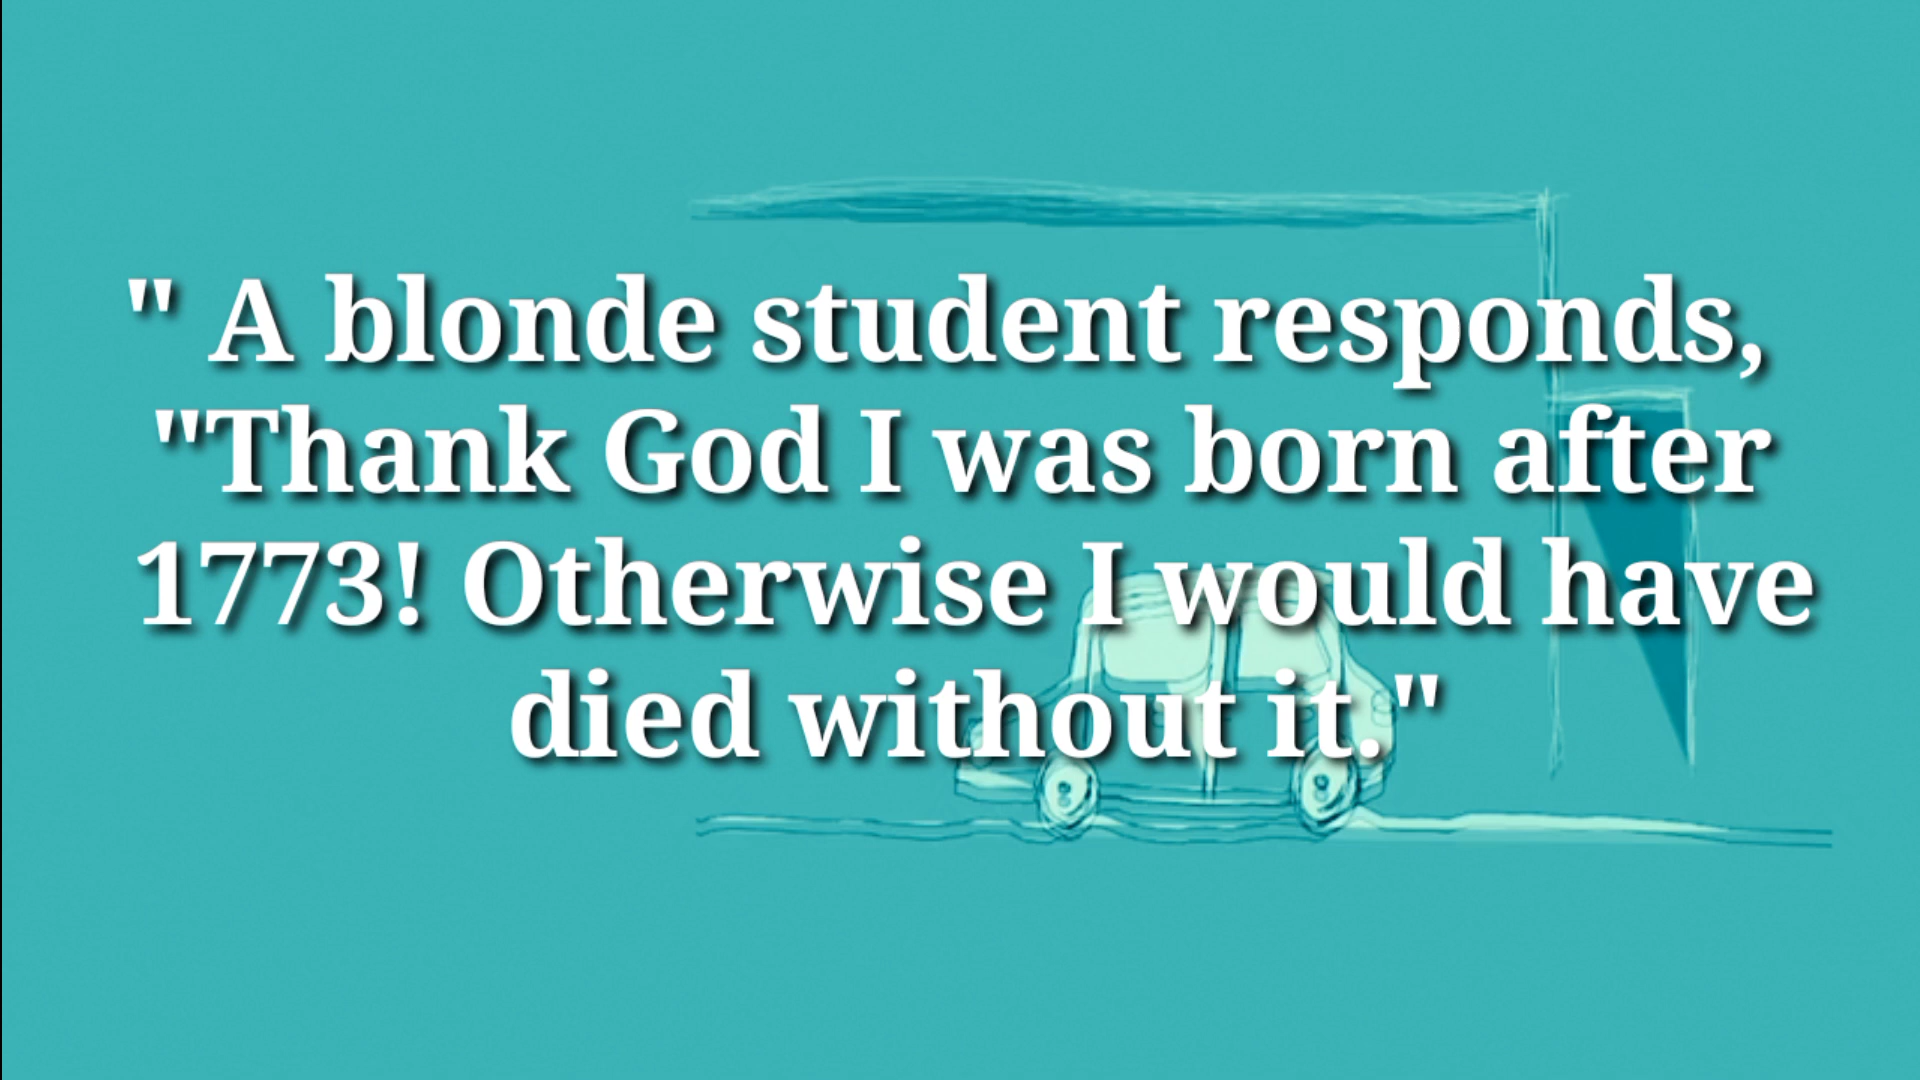 " A blonde student responds,
"Thank God I was born after
1773! Otherwise I would have
died without it."